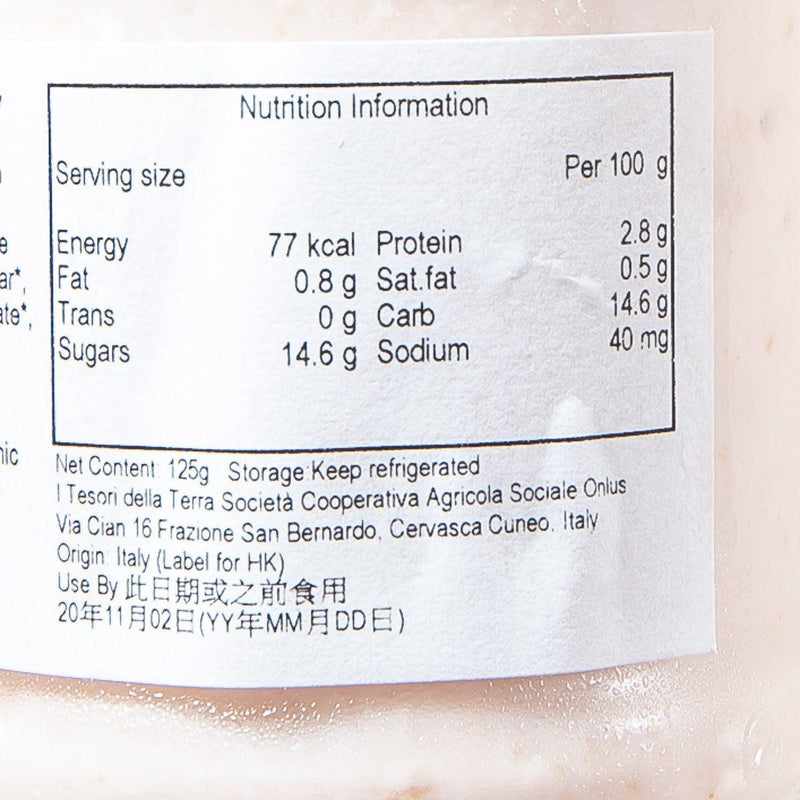 Nutrition Information
Serving size Per 100 g
Energy 77 kcal Protein 2.8 g
Fat 0.8 g Sat.fat 0.5 g
Trans 0 g Carb 14.6 g
Sugars 14.6 g Sodium 40 mg
Net Content: 125g Storage:Keep refrigerated
I Tesori della Terra Società Cooperativa Agricola Sociale Onlus
Via Cian 16 Frazione San Bernardo, Cervasca Cuneo, Italy
Origin: Italy (Label for HK)
Use By 此日期或之前食用
20年11月02日(YY年MM月DD日)